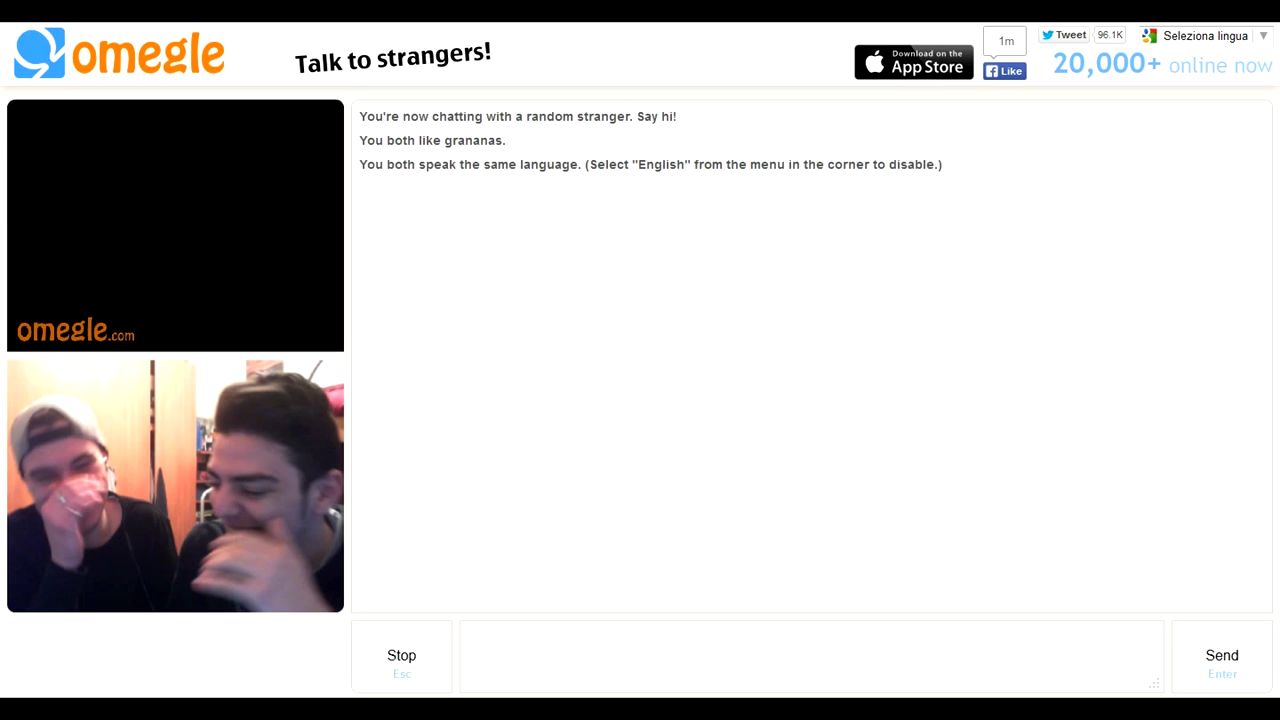 omegle
Talk to strangers!
Download on the
App Store
1m
Like
Tweet
96.1K
Seleziona lingua
20,000+ online now
omegle.com
You're now chatting with a random stranger. Say hi!
You both like grananas.
You both speak the same language. (Select "English" from the menu in the corner to disable.)
Stop
Esc
Send
Enter